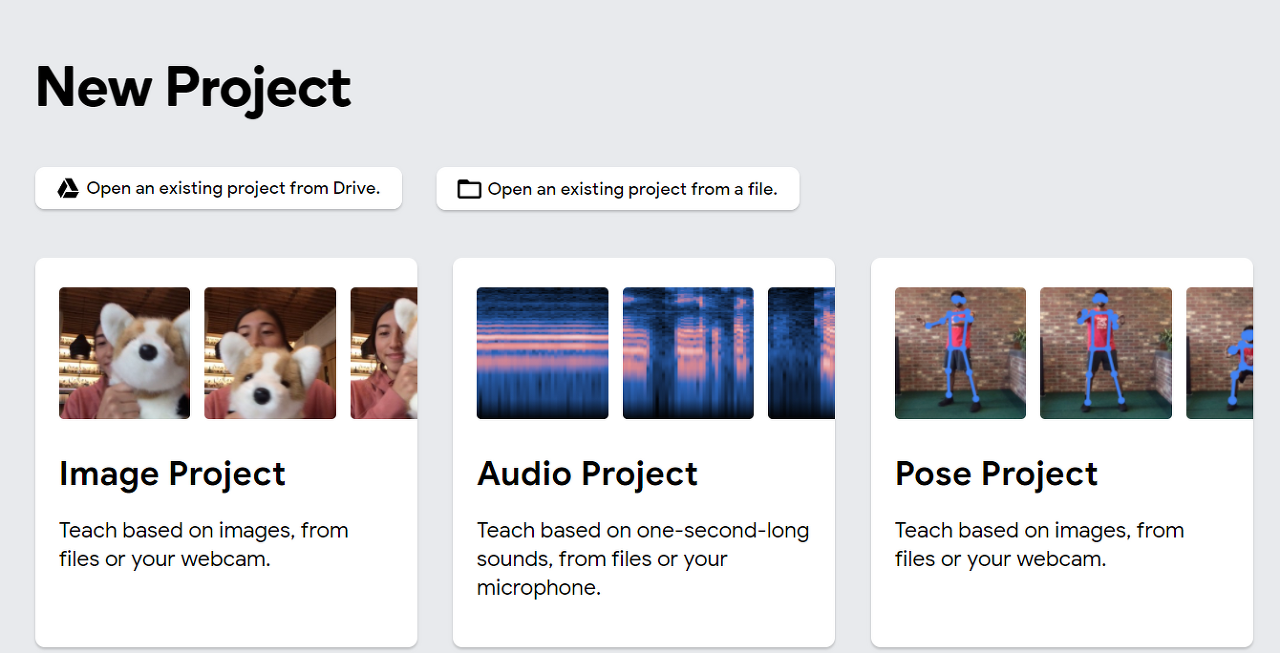 New Project
Open an existing project from Drive.
Open an existing project from a file.
Image Project
Teach based on images, from
files or your webcam.
Audio Project
Teach based on one-second-long
sounds, from files or your
microphone.
Pose Project
Teach based on images, from
files or your webcam.